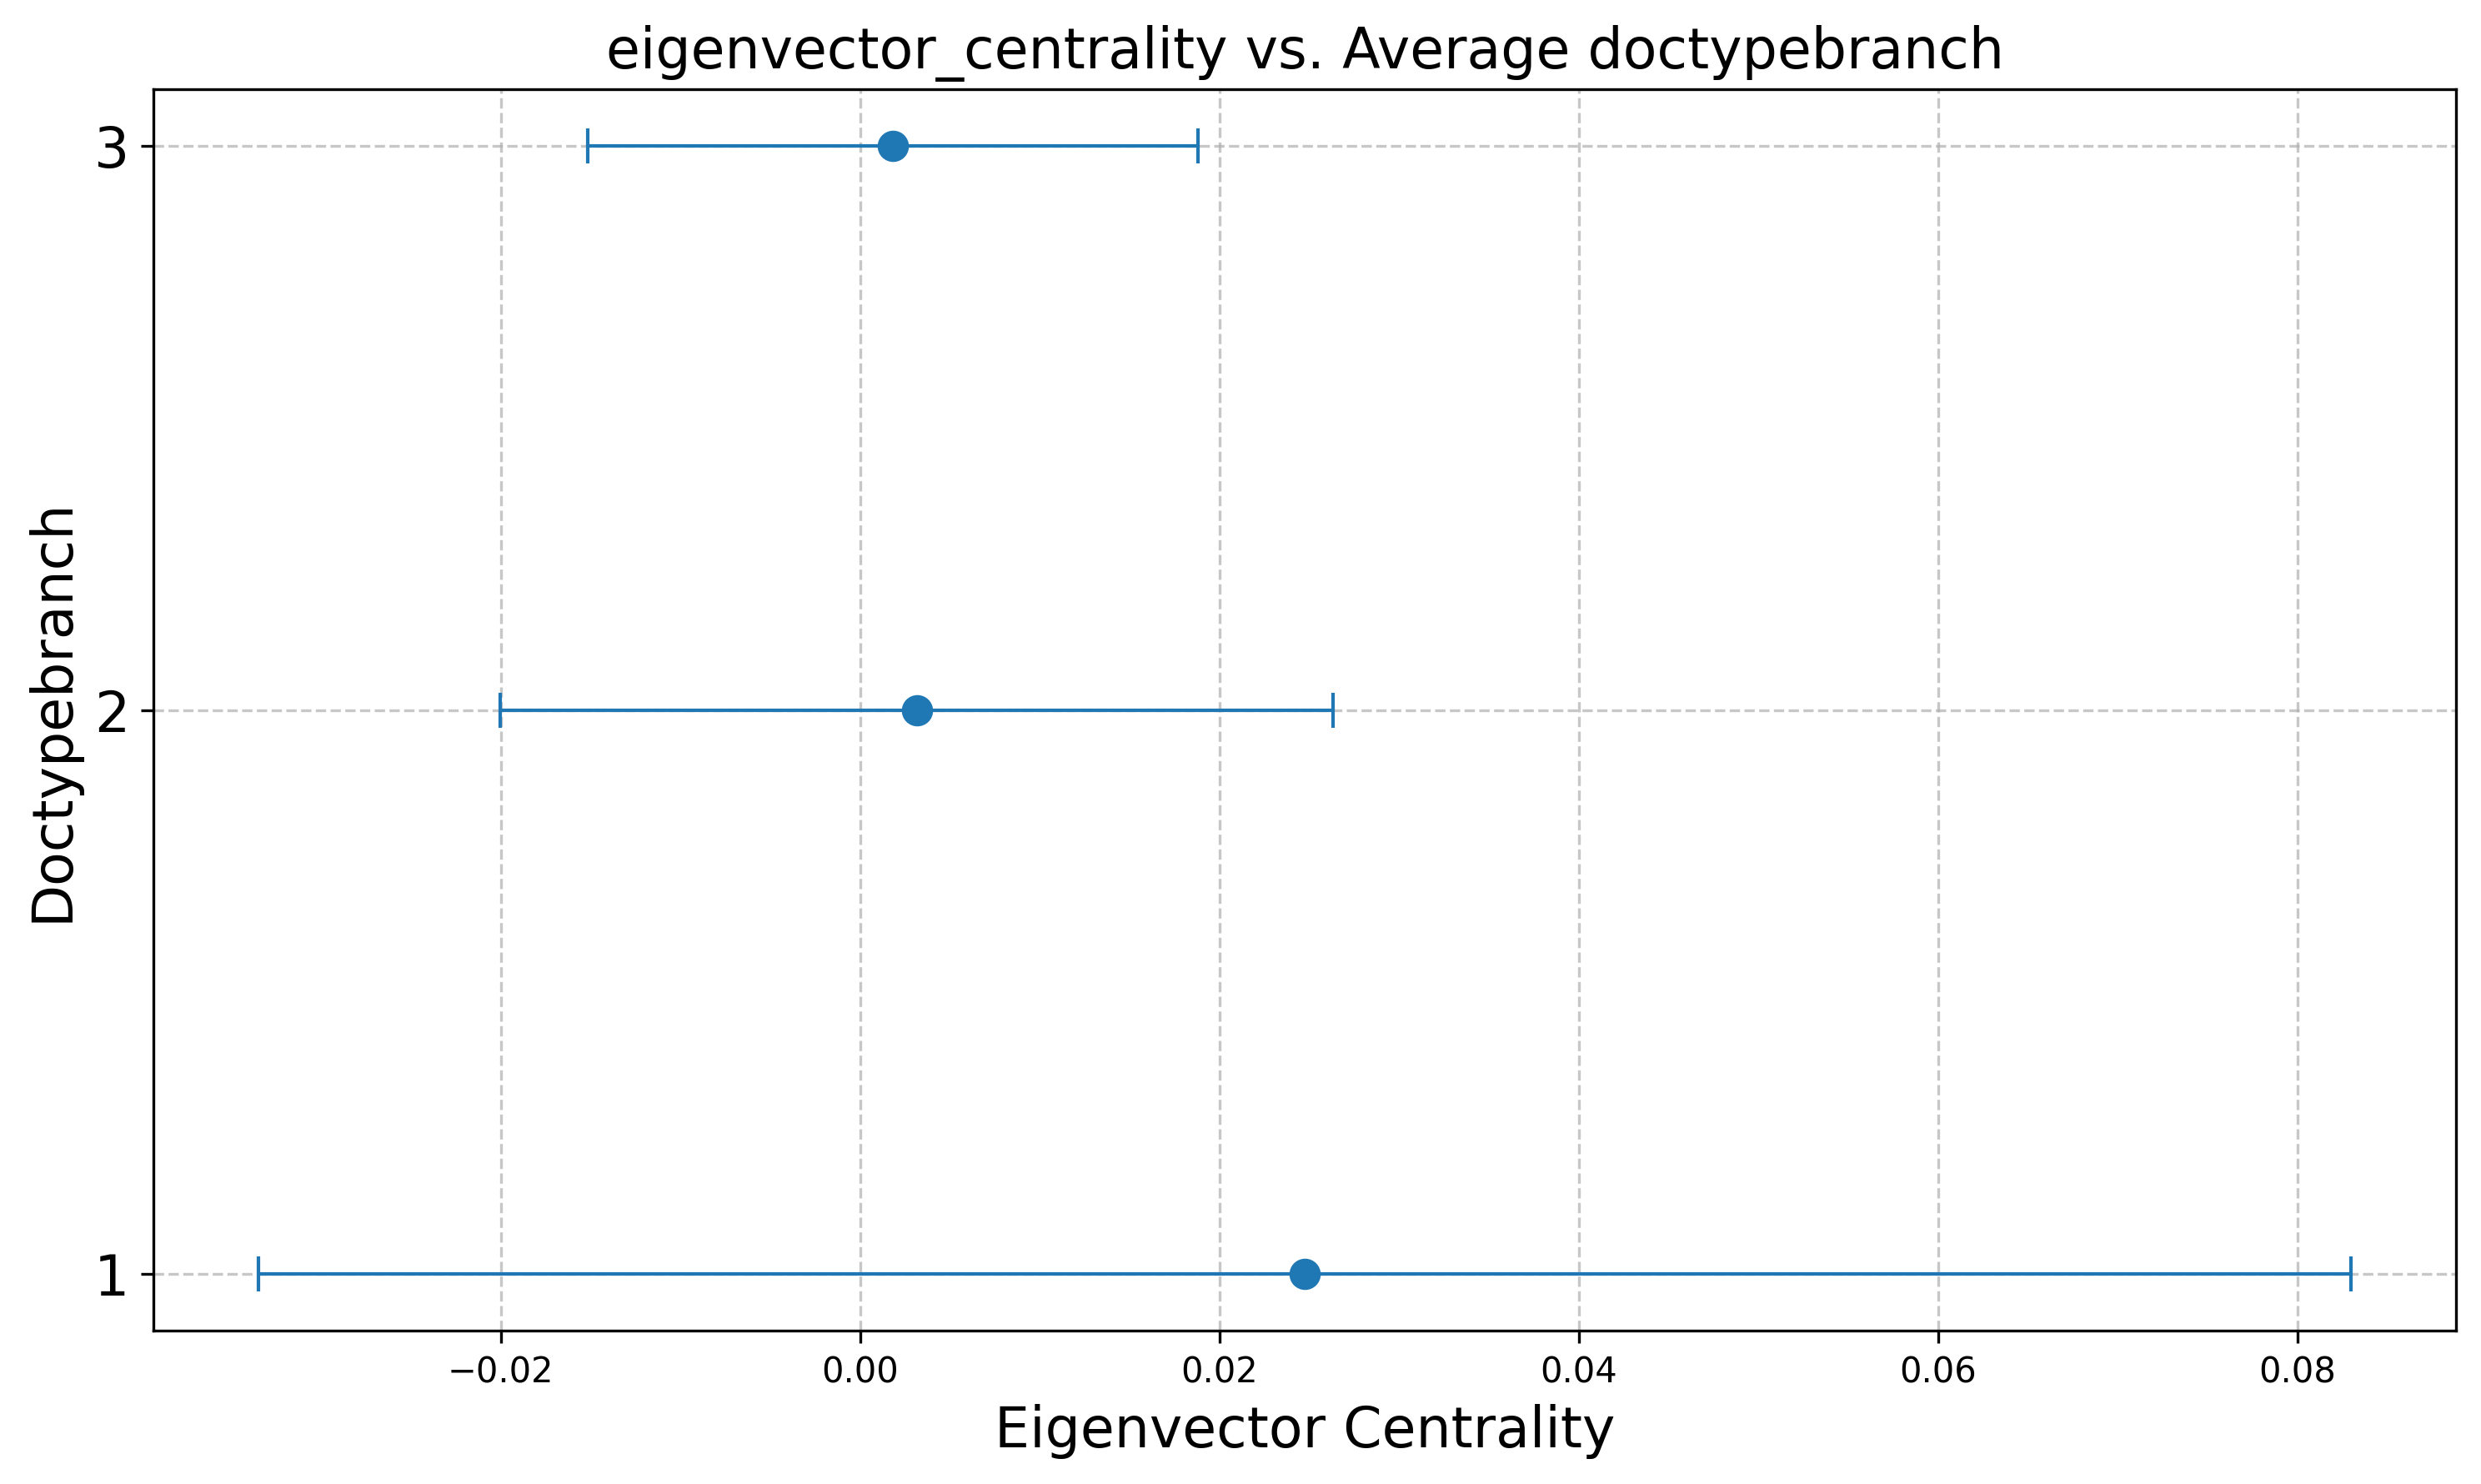 eigenvector_centrality vs. Average doctypebranch
Doctypebranch
3
2
1
−0.02 0.00 0.02 0.04 0.06 0.08
Eigenvector Centrality